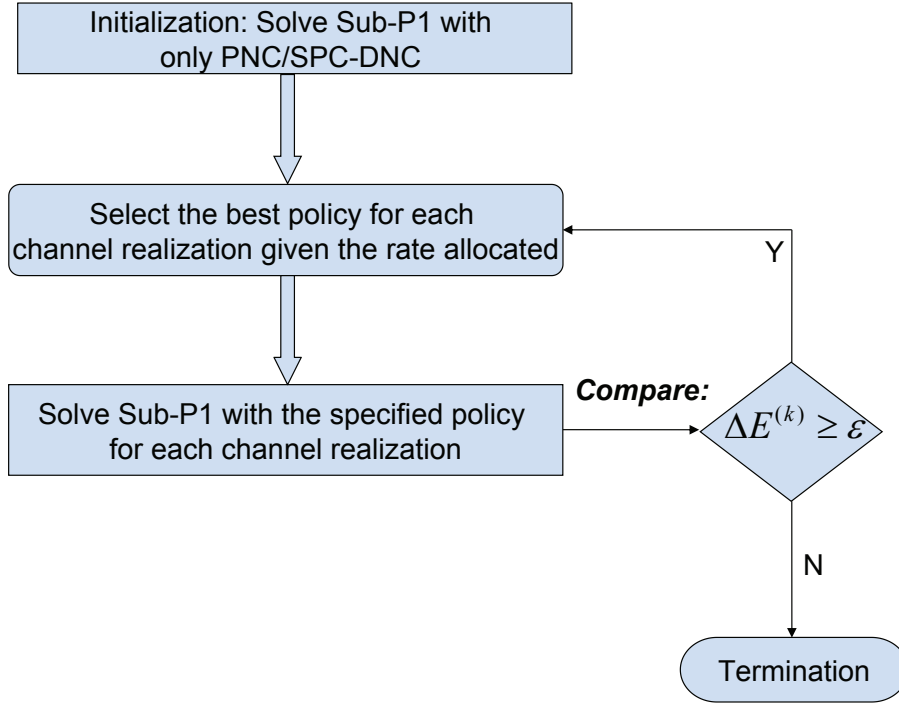 Initialization: Solve Sub-P1 with
only PNC/SPC-DNC
Select the best policy for each
channel realization given the rate allocated
Y
Compare:
Solve Sub-P1 with the specified policy
for each channel realization
ΔE^{(k)} ≥ ε
N
Termination